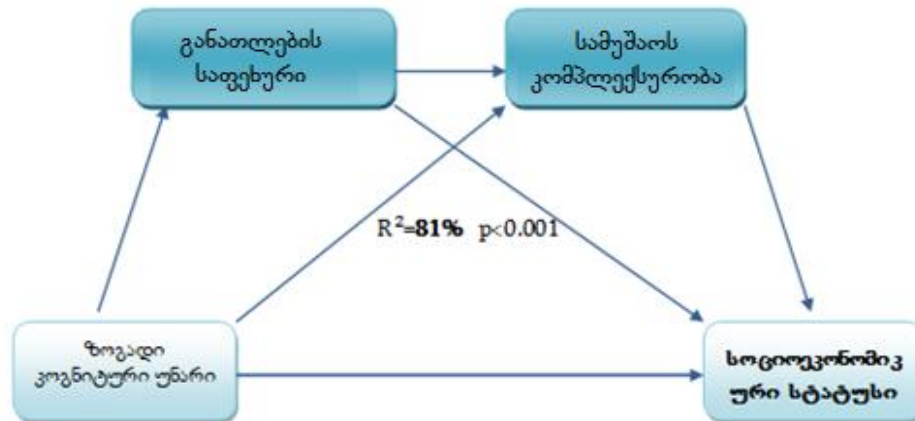 განათლების
საფეხური
სამუშაოს
კომპლექსურობა
R²=81% p<0.001
ზოგადი
კოგნიტური უნარი
სოციოეკონომიკ
ური სტატუსი